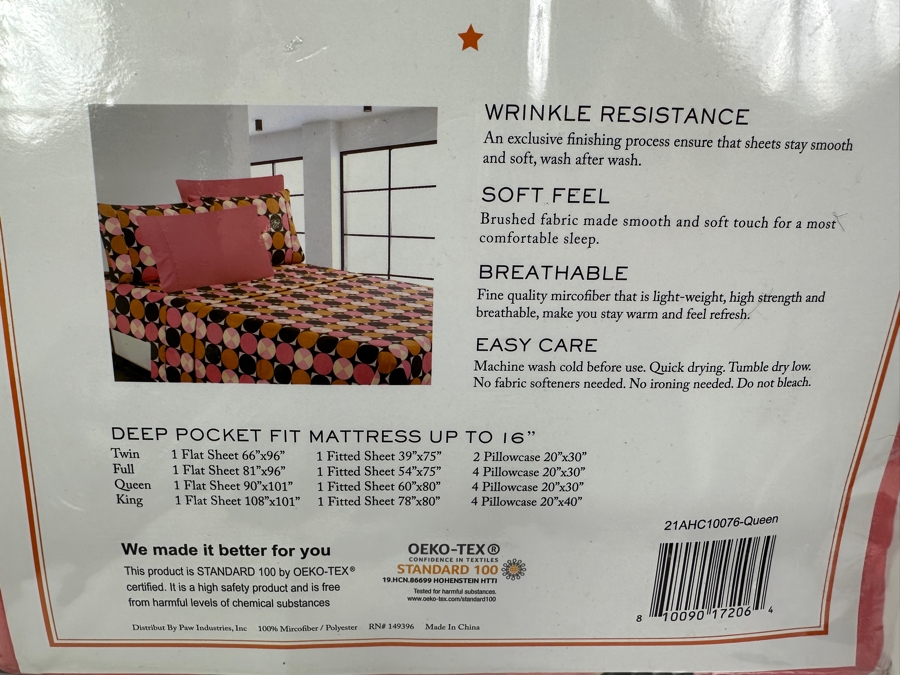 WRINKLE RESISTANCE
An exclusive finishing process ensure that sheets stay smooth
and soft, wash after wash.
SOFT FEEL
Brushed fabric made smooth and soft touch for a most
comfortable sleep.
BREATHABLE
Fine quality mircofiber that is light-weight, high strength and
breathable, make you stay warm and feel refresh.
EASY CARE
Machine wash cold before use. Quick drying. Tumble dry low.
No fabric softeners needed. No ironing needed. Do not bleach.
DEEP POCKET FIT MATTRESS UP TO 16”
Twin 1 Flat Sheet 66”x96” 1 Fitted Sheet 39”x75” 2 Pillowcase 20”x30”
Full 1 Flat Sheet 81”x96” 1 Fitted Sheet 54”x75” 4 Pillowcase 20”x30”
Queen 1 Flat Sheet 90”x101” 1 Fitted Sheet 60”x80” 4 Pillowcase 20”x30”
King 1 Flat Sheet 108”x101” 1 Fitted Sheet 78”x80” 4 Pillowcase 20”x40”
We made it better for you
This product is STANDARD 100 by OEKO-TEX®
certified. It is a high safety product and is free
from harmful levels of chemical substances
OEKO-TEX®
CONFIDENCE IN TEXTILES
STANDARD 100
19.HCN.86699 HOHENSTEIN HTTI
Tested for harmful substances.
www.oeko-tex.com/standard100
21AHC10076-Queen
8 10090 17206 4
Distribut By Paw Industries, Inc 100% Mircofiber / Polyester RN# 149396 Made In China